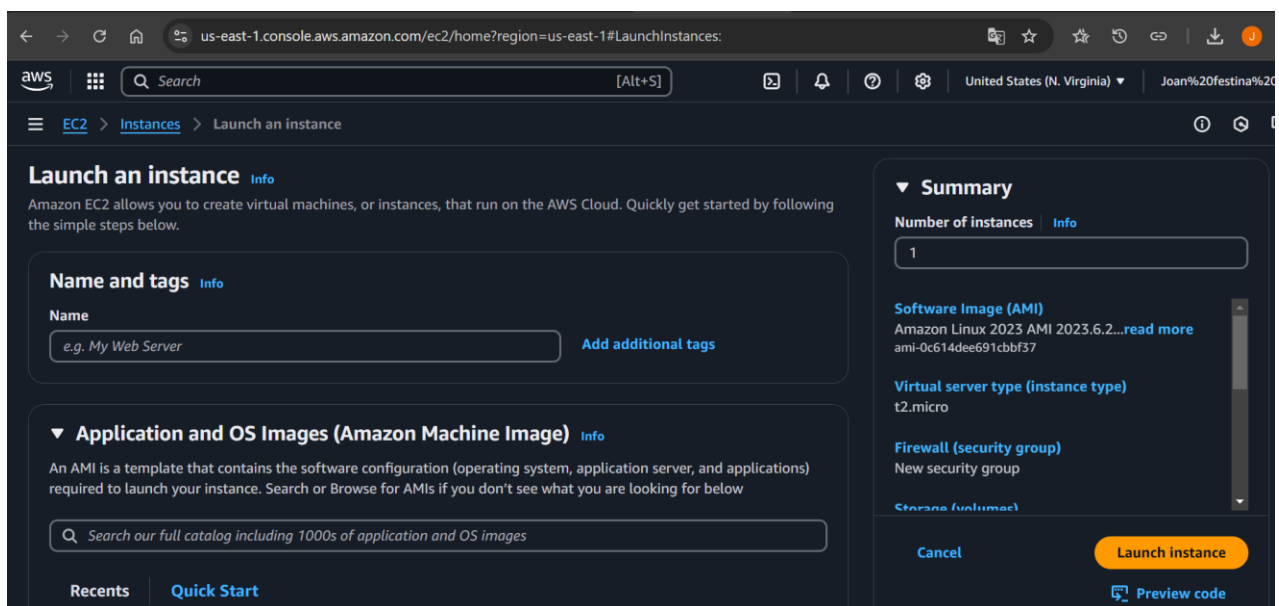 us-east-1.console.aws.amazon.com/ec2/home?region=us-east-1#LaunchInstances:
J
aws
Search [Alt+S]
United States (N. Virginia) ▼
Joan%20festina%20
EC2 > Instances > Launch an instance
Launch an instance Info
Amazon EC2 allows you to create virtual machines, or instances, that run on the AWS Cloud. Quickly get started by following
the simple steps below.
Name and tags Info
Name
e.g. My Web Server
Add additional tags
▼ Application and OS Images (Amazon Machine Image) Info
An AMI is a template that contains the software configuration (operating system, application server, and applications)
required to launch your instance. Search or Browse for AMIs if you don't see what you are looking for below
Search our full catalog including 1000s of application and OS images
Recents
Quick Start
▼ Summary
Number of instances Info
1
Software Image (AMI)
Amazon Linux 2023 AMI 2023.6.2...read more
ami-0c614dee691cbbf37
Virtual server type (instance type)
t2.micro
Firewall (security group)
New security group
Storage (volumes)
Cancel
Launch instance
Preview code